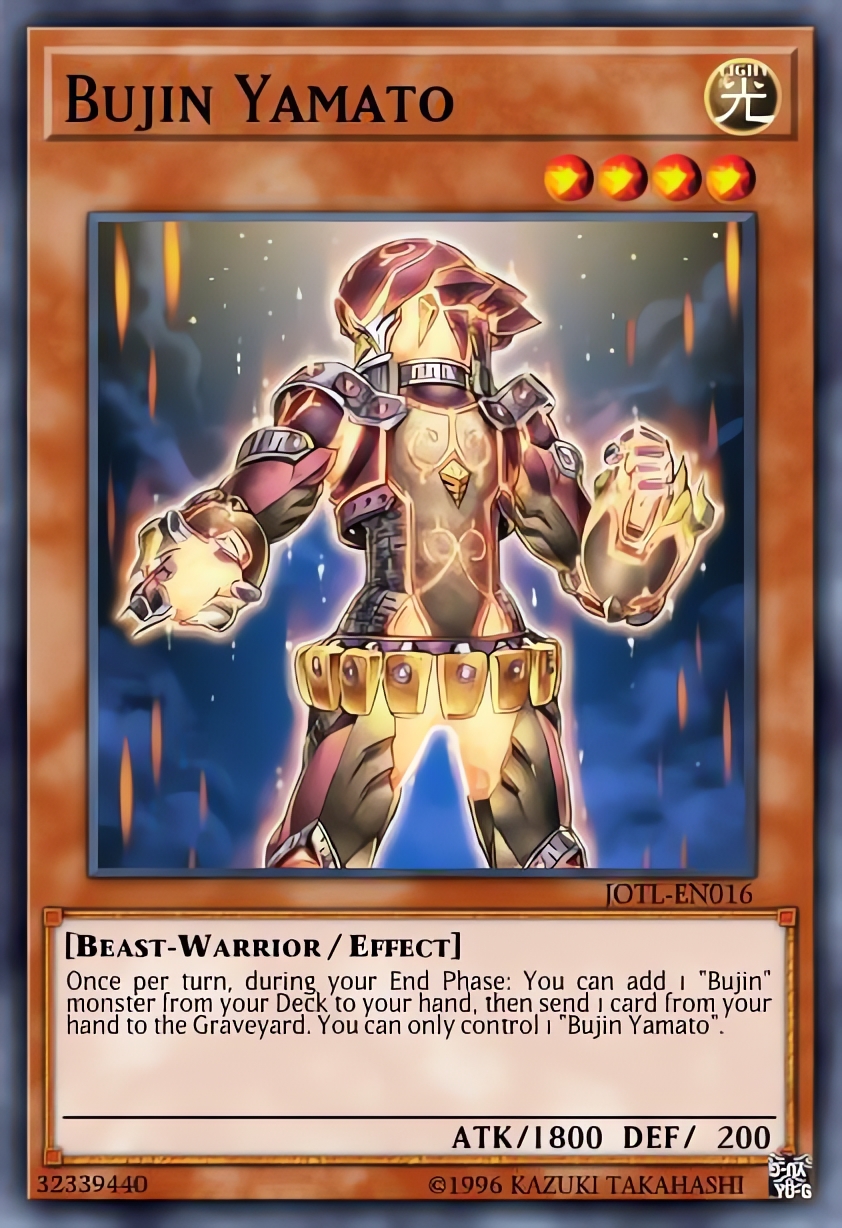 Bujin Yamato
LIGHT
光
JOTL-EN016
[Beast-Warrior / Effect]
Once per turn, during your End Phase: You can add 1 "Bujin"
monster from your Deck to your hand, then send 1 card from your
hand to the Graveyard. You can only control 1 "Bujin Yamato".
ATK/1800 DEF/ 200
32339440
©1996 KAZUKI TAKAHASHI